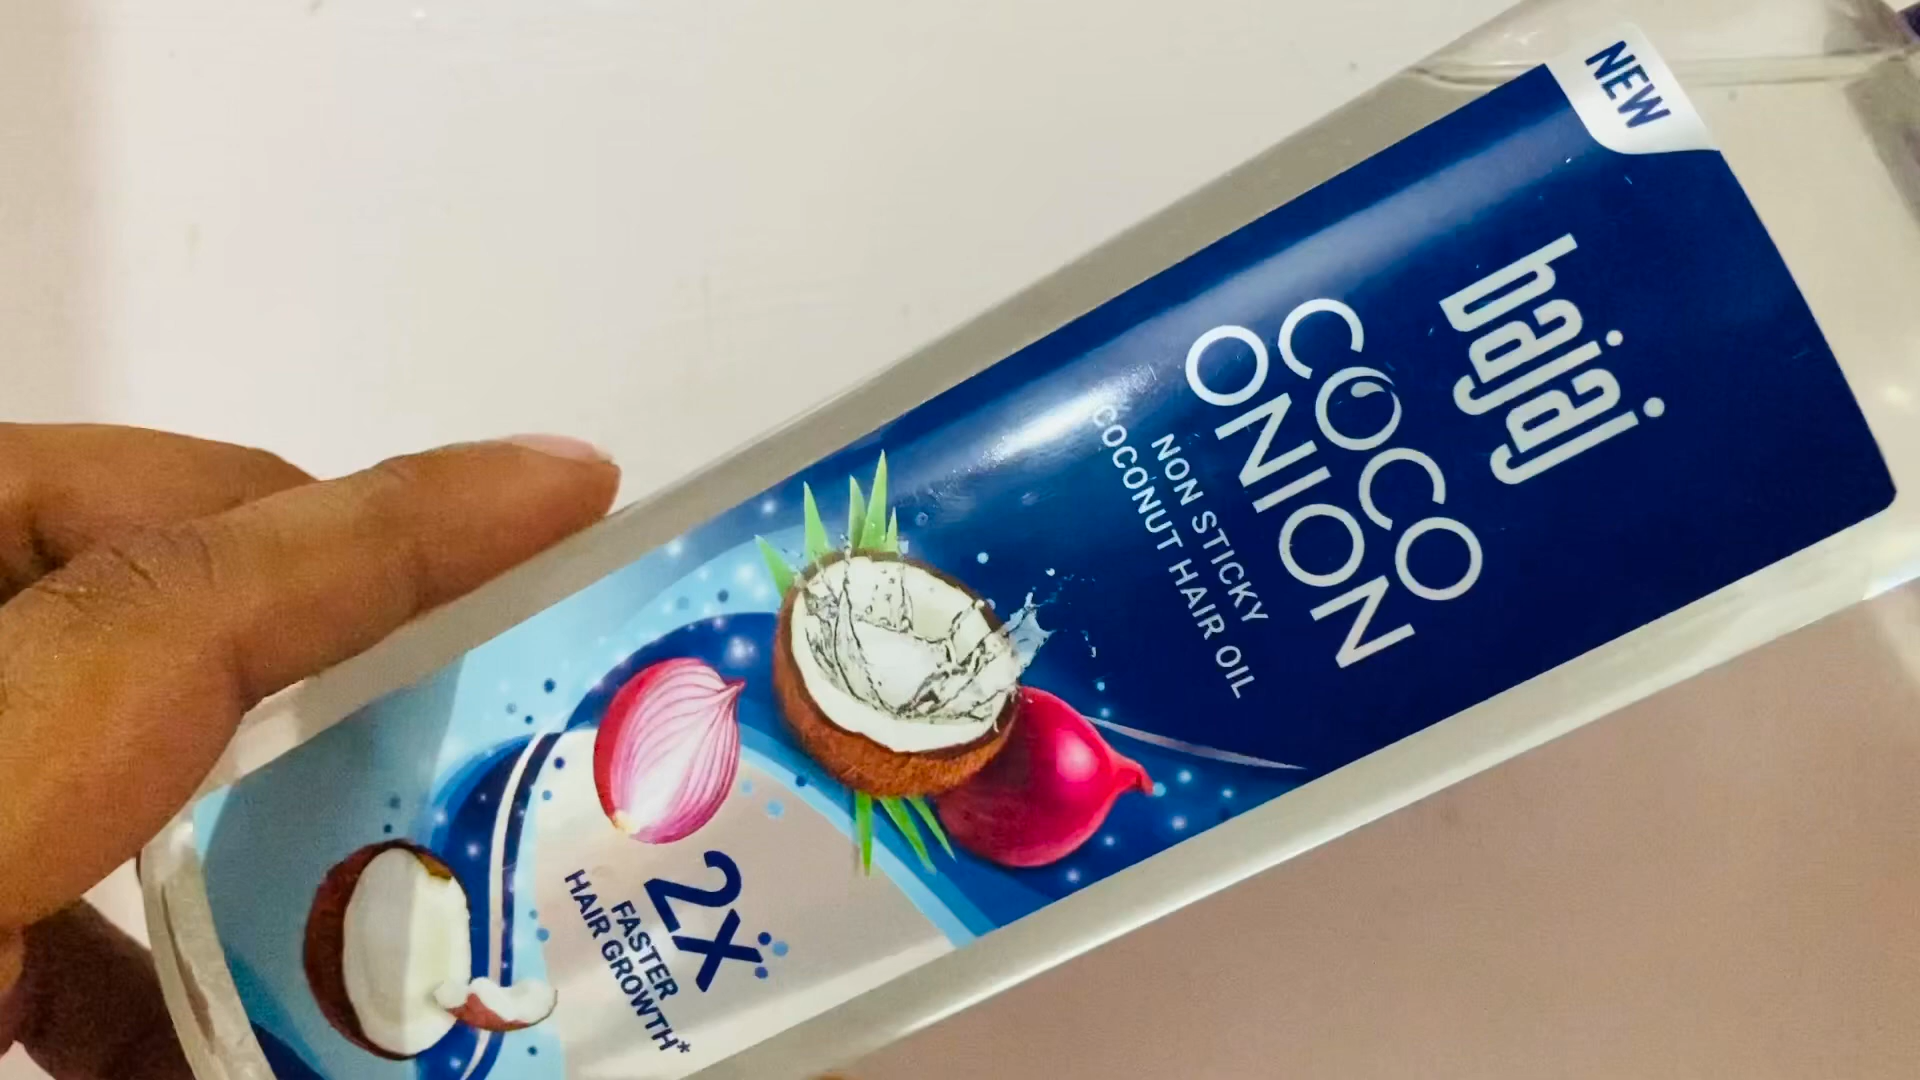 NEW
bajaj
COCO
ONION
NON STICKY
COCONUT HAIR OIL
2x
FASTER
HAIR GROWTH*